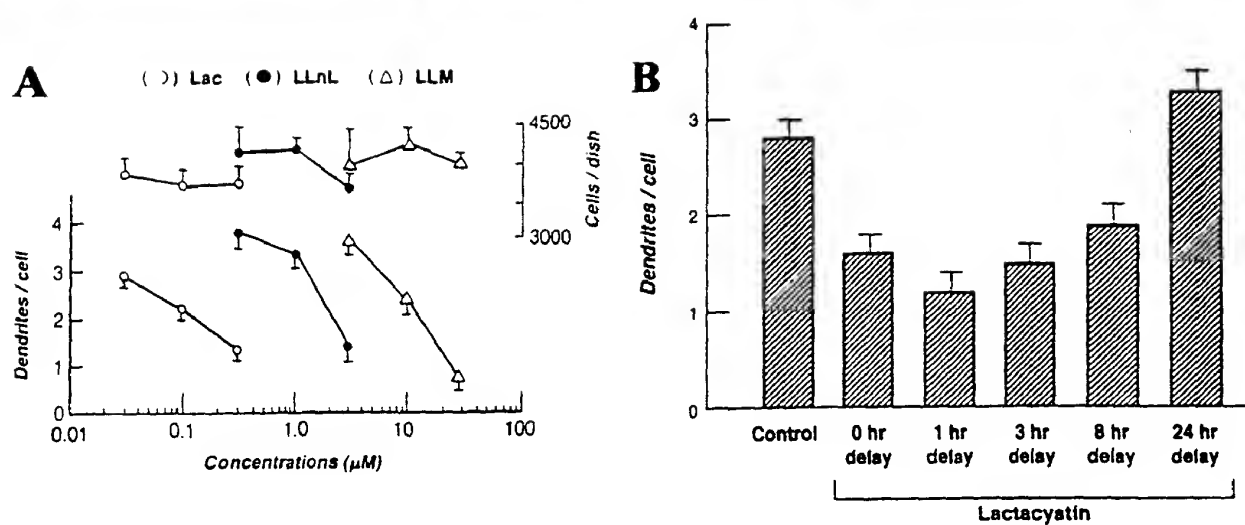 A
( ○ ) Lac ( ● ) LLnL ( △ ) LLM
4500
3000
Cells / dish
4
3
2
1
0
Dendrites / cell
0.01 0.1 1.0 10 100
Concentrations (μM)
B
4
3
2
1
0
Dendrites / cell
Control 0 hr delay 1 hr delay 3 hr delay 8 hr delay 24 hr delay
Lactacystin